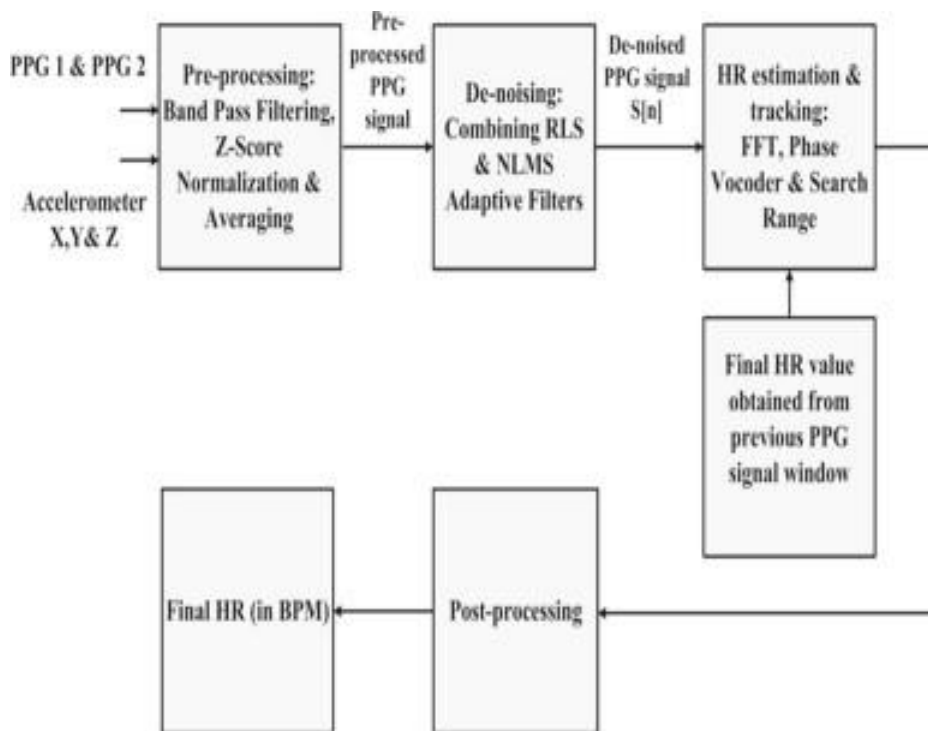 PPG 1 & PPG 2
Accelerometer
X,Y& Z
Pre-processing:
Band Pass Filtering,
Z-Score
Normalization &
Averaging
Pre-
processed
PPG
signal
De-noising:
Combining RLS
& NLMS
Adaptive Filters
De-noised
PPG signal
S[n]
HR estimation &
tracking:
FFT, Phase
Vocoder & Search
Range
Final HR value
obtained from
previous PPG
signal window
Post-processing
Final HR (in BPM)